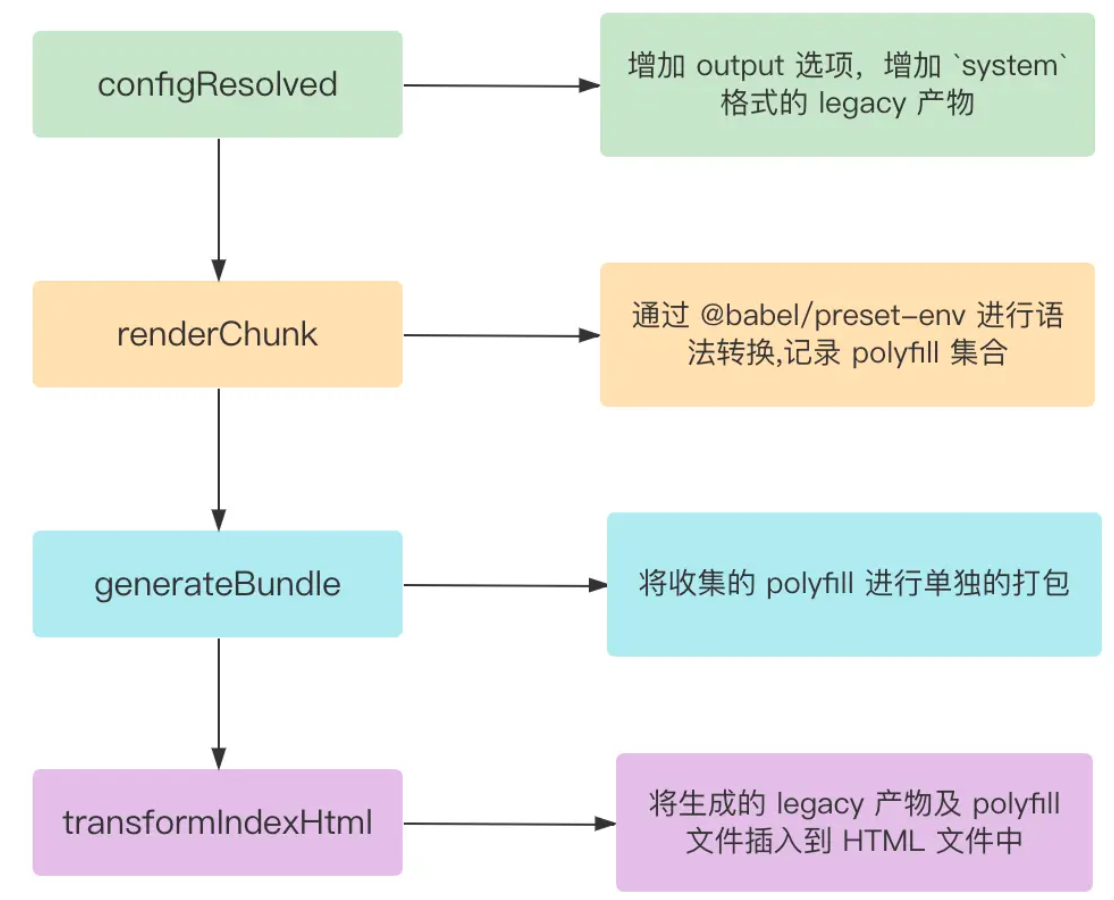 configResolved
增加 output 选项，增加 `system`
格式的 legacy 产物
renderChunk
通过 @babel/preset-env 进行语
法转换,记录 polyfill 集合
generateBundle
将收集的 polyfill 进行单独的打包
transformIndexHtml
将生成的 legacy 产物及 polyfill
文件插入到 HTML 文件中